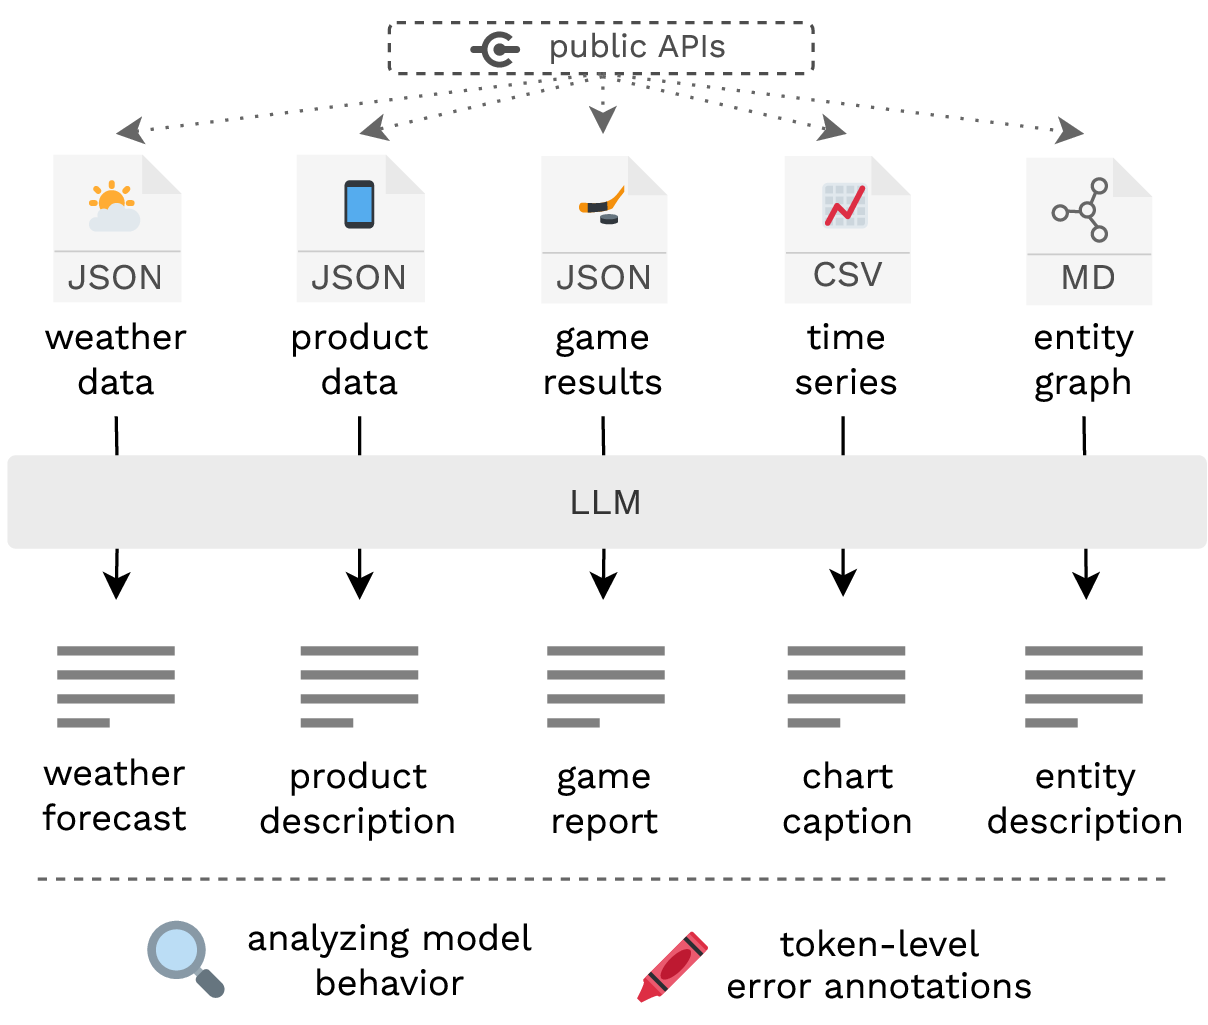 public APIs
JSON
JSON
JSON
CSV
MD
weather
data
product
data
game
results
time
series
entity
graph
LLM
weather
forecast
product
description
game
report
chart
caption
entity
description
analyzing model
behavior
token-level
error annotations